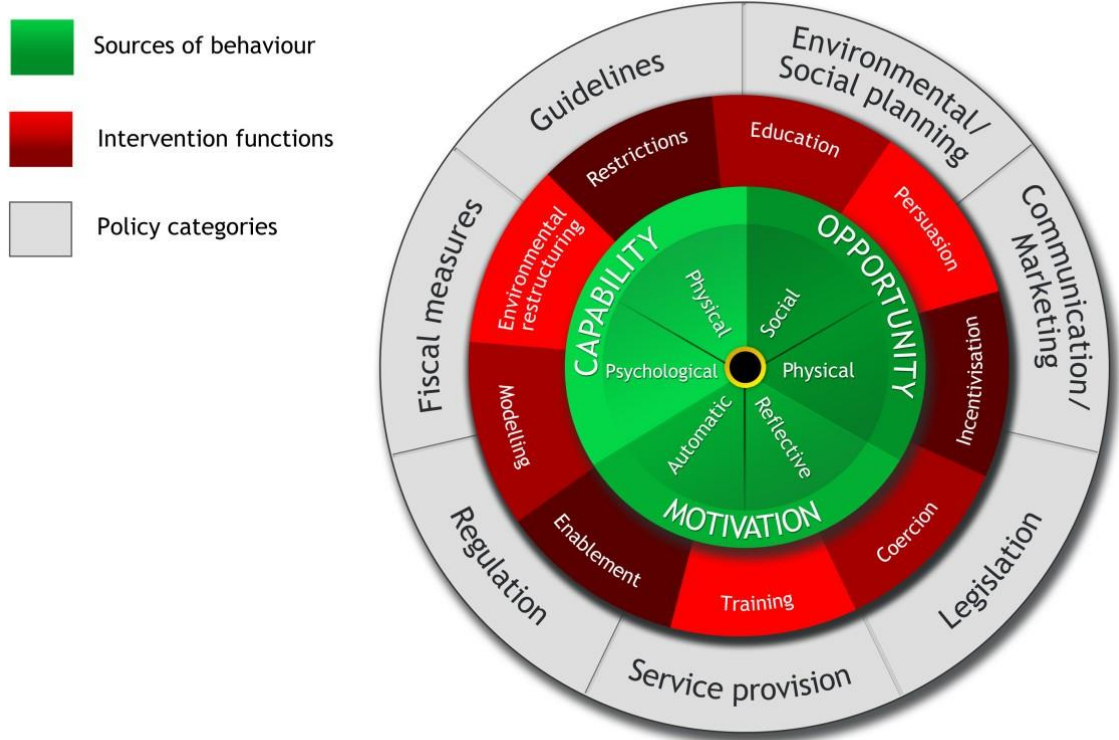 Sources of behaviour
Intervention functions
Policy categories
Guidelines
Environmental/
Social planning
Communication/
Marketing
Legislation
Service provision
Regulation
Fiscal measures
Restrictions
Education
Persuasion
Incentivisation
Coercion
Training
Enablement
Modelling
Environmental
restructuring
CAPABILITY
OPPORTUNITY
MOTIVATION
Physical
Social
Physical
Reflective
Automatic
Psychological